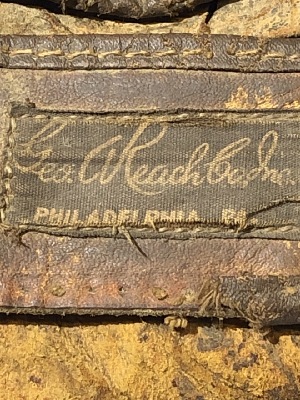 Geo. A Reach Co. Inc.
PHILADELPHIA. PA